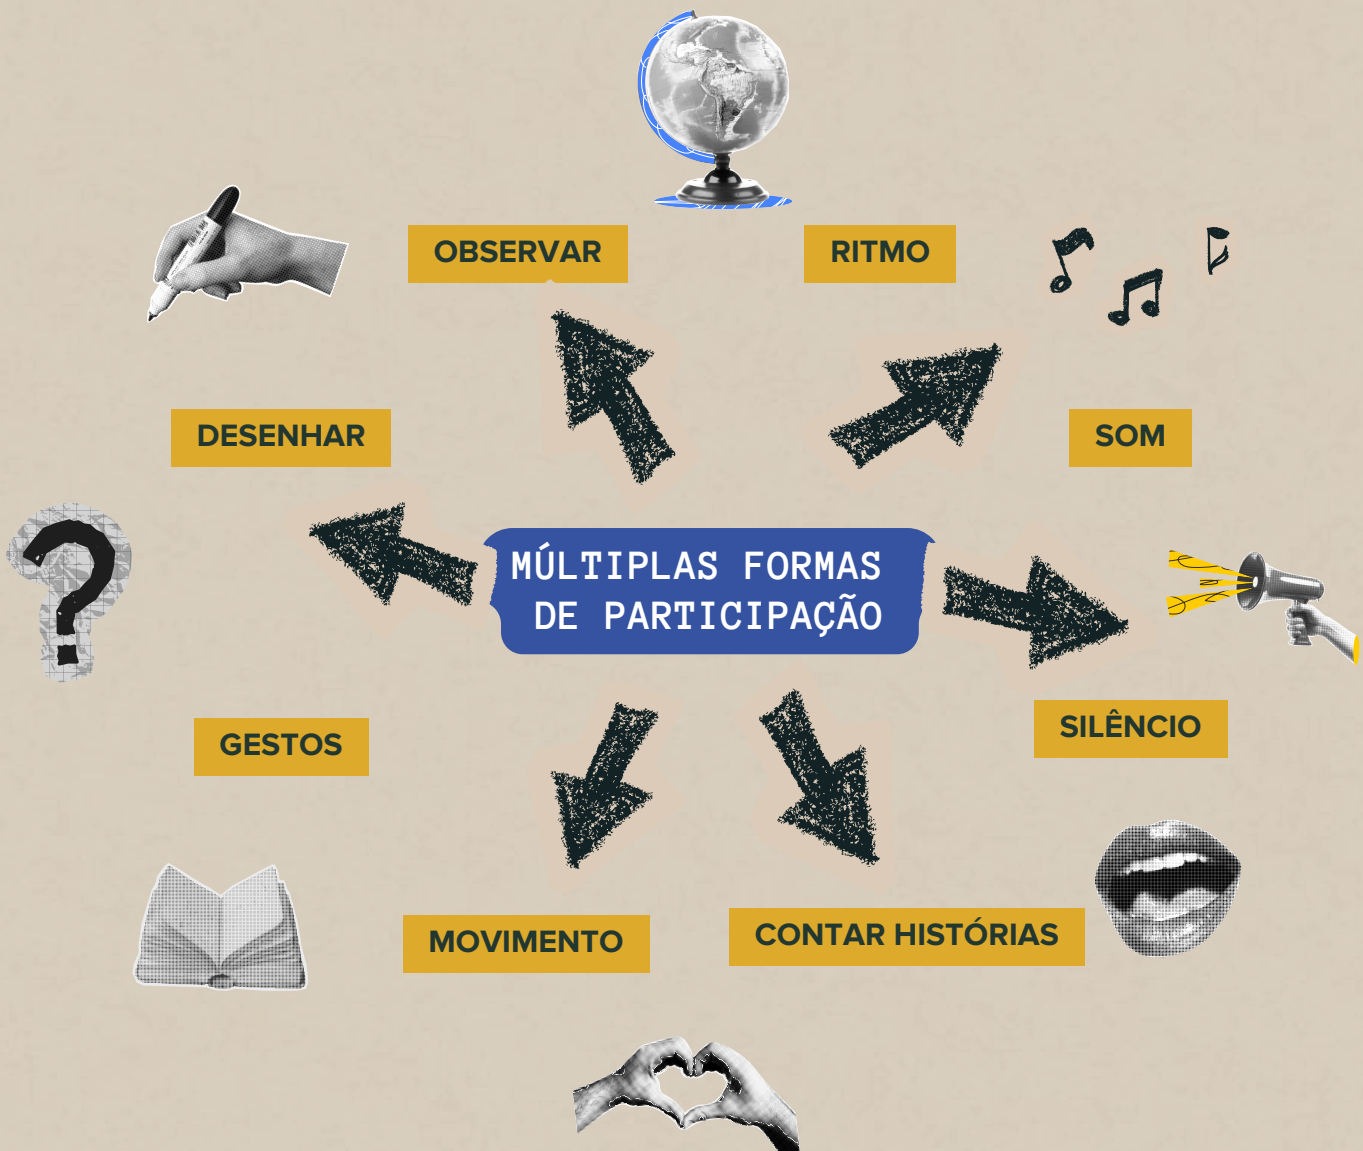 OBSERVAR
RITMO
DESENHAR
SOM
MÚLTIPLAS FORMAS
DE PARTICIPAÇÃO
GESTOS
SILÊNCIO
MOVIMENTO
CONTAR HISTÓRIAS